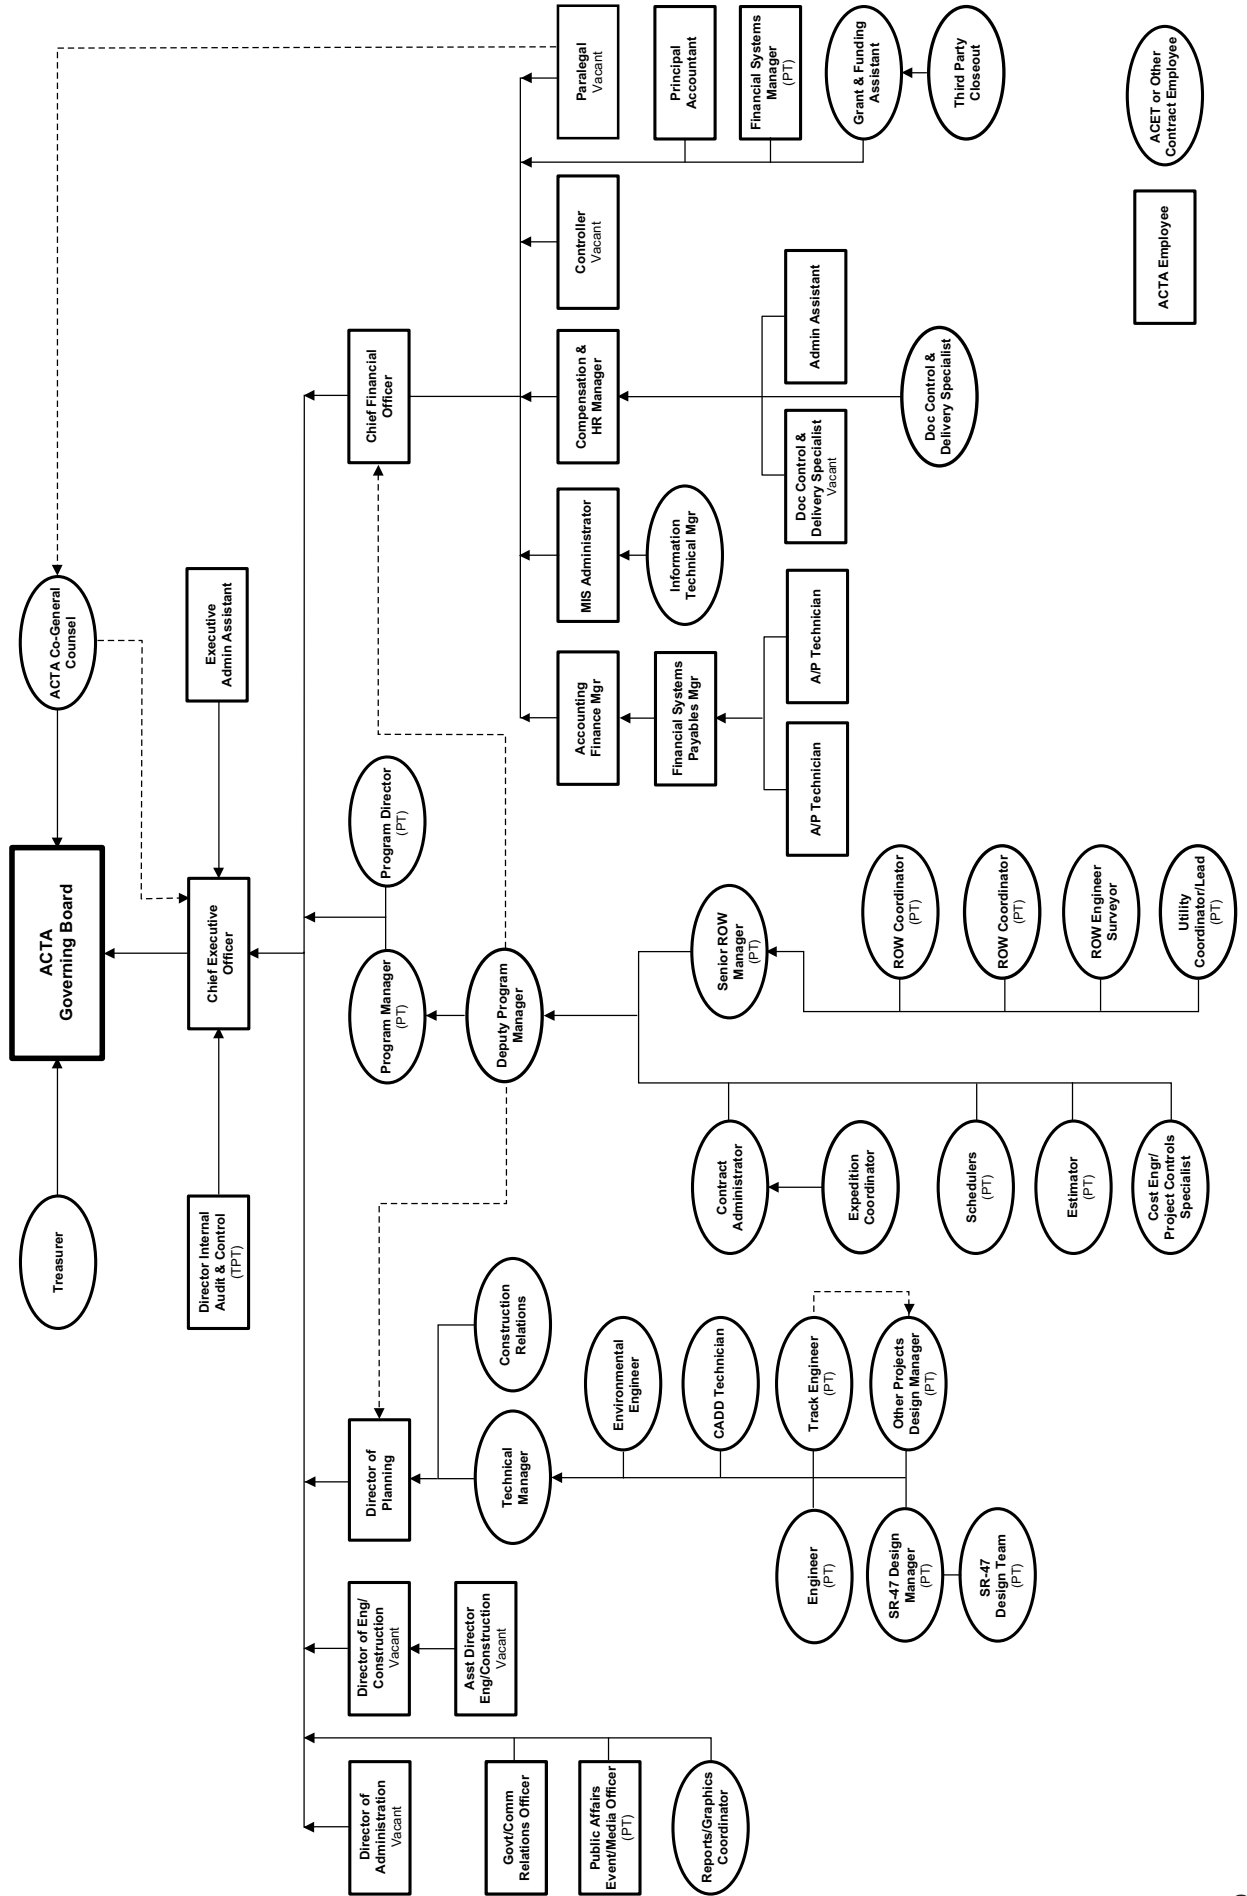 ACTA
Governing Board
Treasurer
ACTA Co-General
Counsel
Director Internal
Audit & Control
(TPT)
Chief Executive
Officer
Executive
Admin Assistant
Director of
Administration
Vacant
Director of Eng/
Construction
Vacant
Director of
Planning
Program Manager
(PT)
Program Director
(PT)
Chief Financial
Officer
Govt/Comm
Relations Officer
Public Affairs
Event/Media Officer
(PT)
Reports/Graphics
Coordinator
Asst Director
Eng/Construction
Vacant
Technical
Manager
Construction
Relations
Environmental
Engineer
CADD Technician
Engineer
(PT)
Track Engineer
(PT)
SR-47 Design
Manager
(PT)
Other Projects
Design Manager
(PT)
SR-47
Design Team
(PT)
Deputy Program
Manager
Contract
Administrator
Expedition
Coordinator
Schedulers
(PT)
Estimator
(PT)
Cost Engr/
Project Controls
Specialist
Senior ROW
Manager
(PT)
ROW Coordinator
(PT)
ROW Coordinator
(PT)
ROW Engineer
Surveyor
Utility
Coordinator/Lead
(PT)
Accounting
Finance Mgr
Financial Systems
Payables Mgr
A/P Technician
A/P Technician
MIS Administrator
Information
Technical Mgr
Compensation &
HR Manager
Doc Control &
Delivery Specialist
Vacant
Admin Assistant
Doc Control &
Delivery Specialist
Controller
Vacant
Paralegal
Vacant
Principal
Accountant
Financial Systems
Manager
(PT)
Grant & Funding
Assistant
Third Party
Closeout
ACTA Employee
ACET or Other
Contract Employee